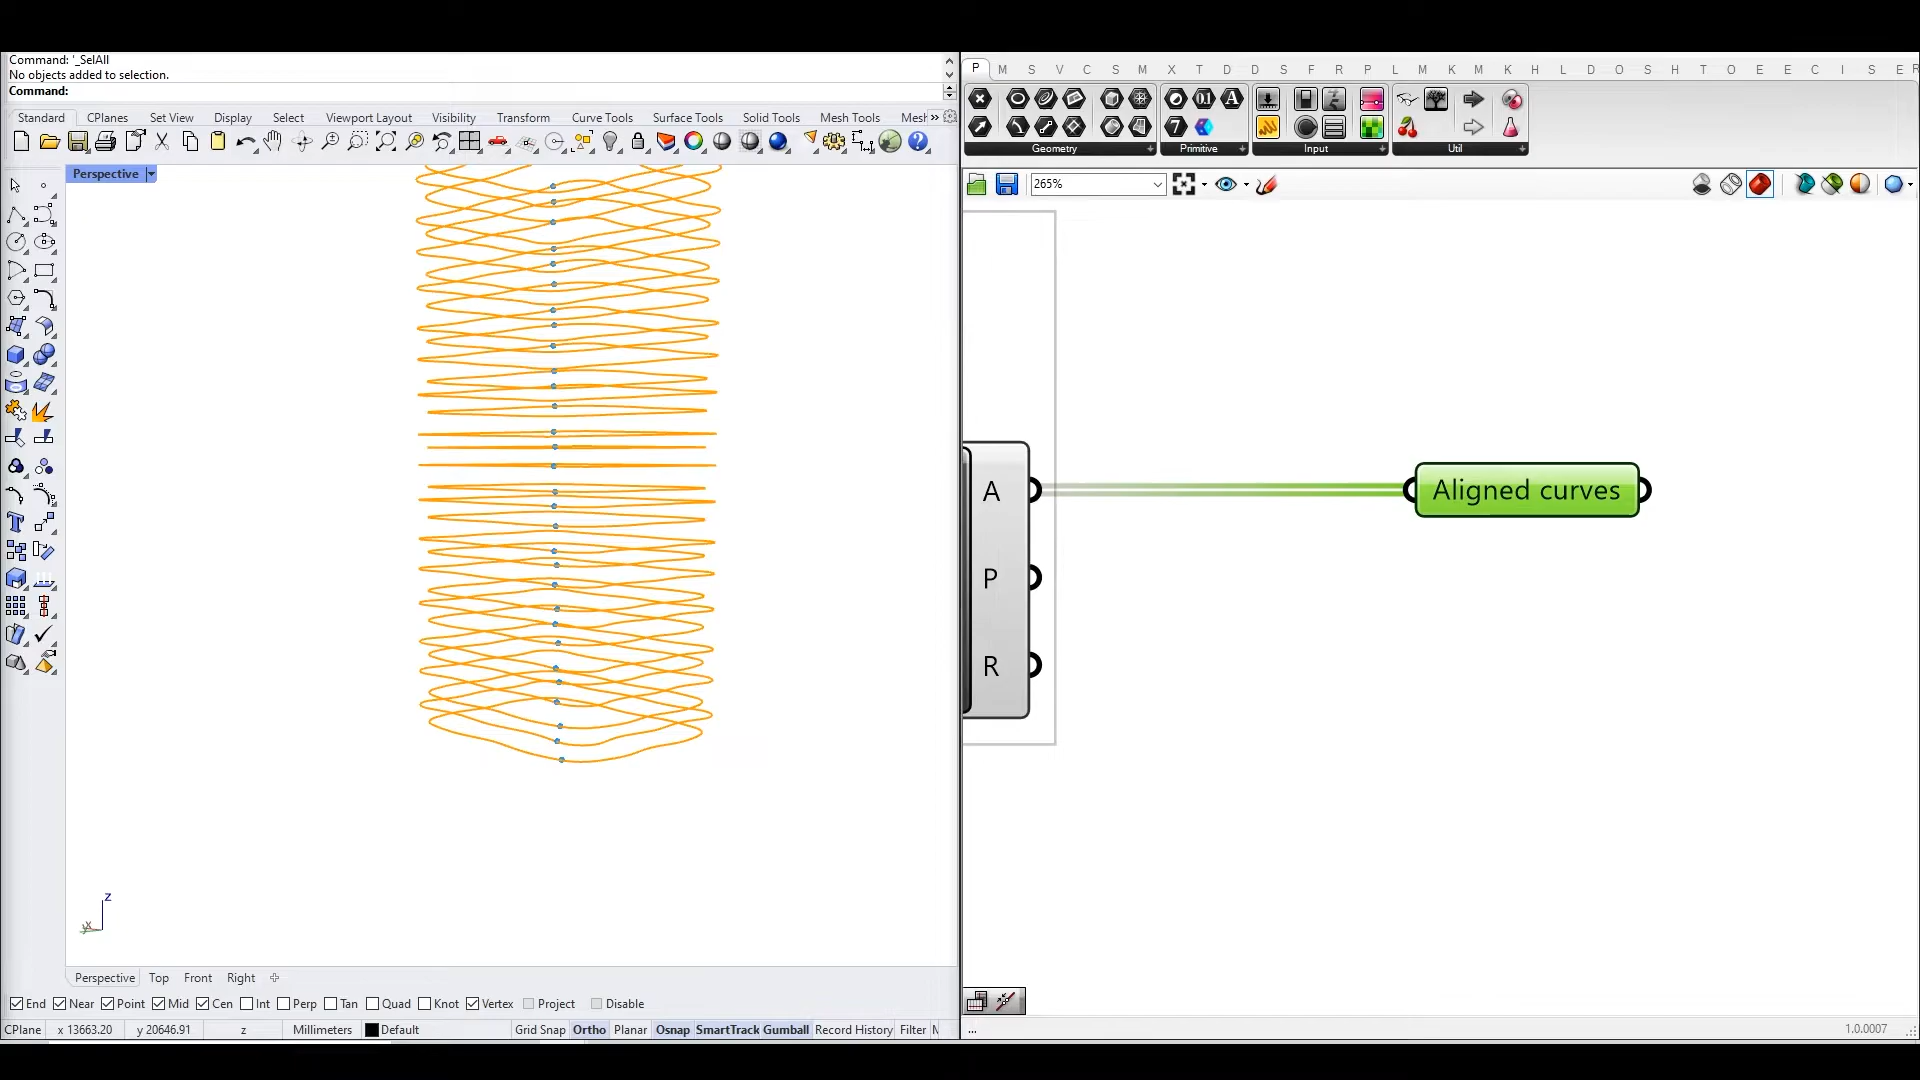 Command: '_SelAll
No objects added to selection.
Command:
Standard CPlanes Set View Display Select Viewport Layout Visibility Transform Curve Tools Surface Tools Solid Tools Mesh Tools Mesh »
Perspective
z
x
y
Perspective Top Front Right
End Near Point Mid Cen Int Perp Tan Quad Knot Vertex Project Disable
CPlane x 13663.20 y 20646.91 z Millimeters Default Grid Snap Ortho Planar Osnap SmartTrack Gumball Record History Filter
P M S V C S M X T D D S F R P L M K M K H L D O S H T O E E C I S E R
Geometry Primitive Input Util
265%
A
P
R
Aligned curves
...
1.0.0007